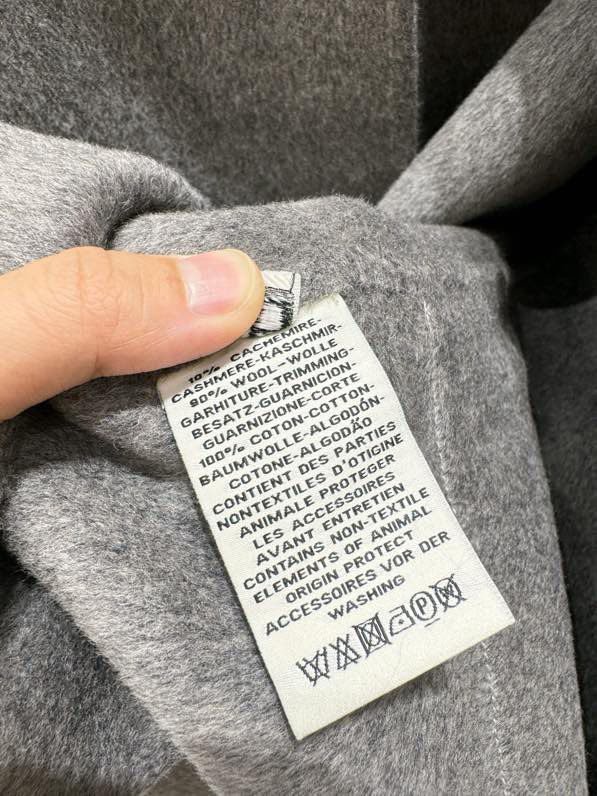 10% CACHEMIRE-
CASHMERE-KASCHMIR-
90% WOOL-WOLLE
GARHITURE-TRIMMING-
BESATZ-GUARNICION-
GUARNIZIONE-CORTE
100% COTON-COTTON-
BAUMWOLLE-ALGODÓN-
COTONE-ALGODÃO
CONTIENT DES PARTIES
NONTEXTILES D'OTIGINE
ANIMALE PROTEGER
LES ACCESSOIRES
AVANT ENTRETIEN
CONTAINS NON-TEXTILE
ELEMENTS OF ANIMAL
ORIGIN PROTECT
ACCESSOIRES VOR DER
WASHING
P